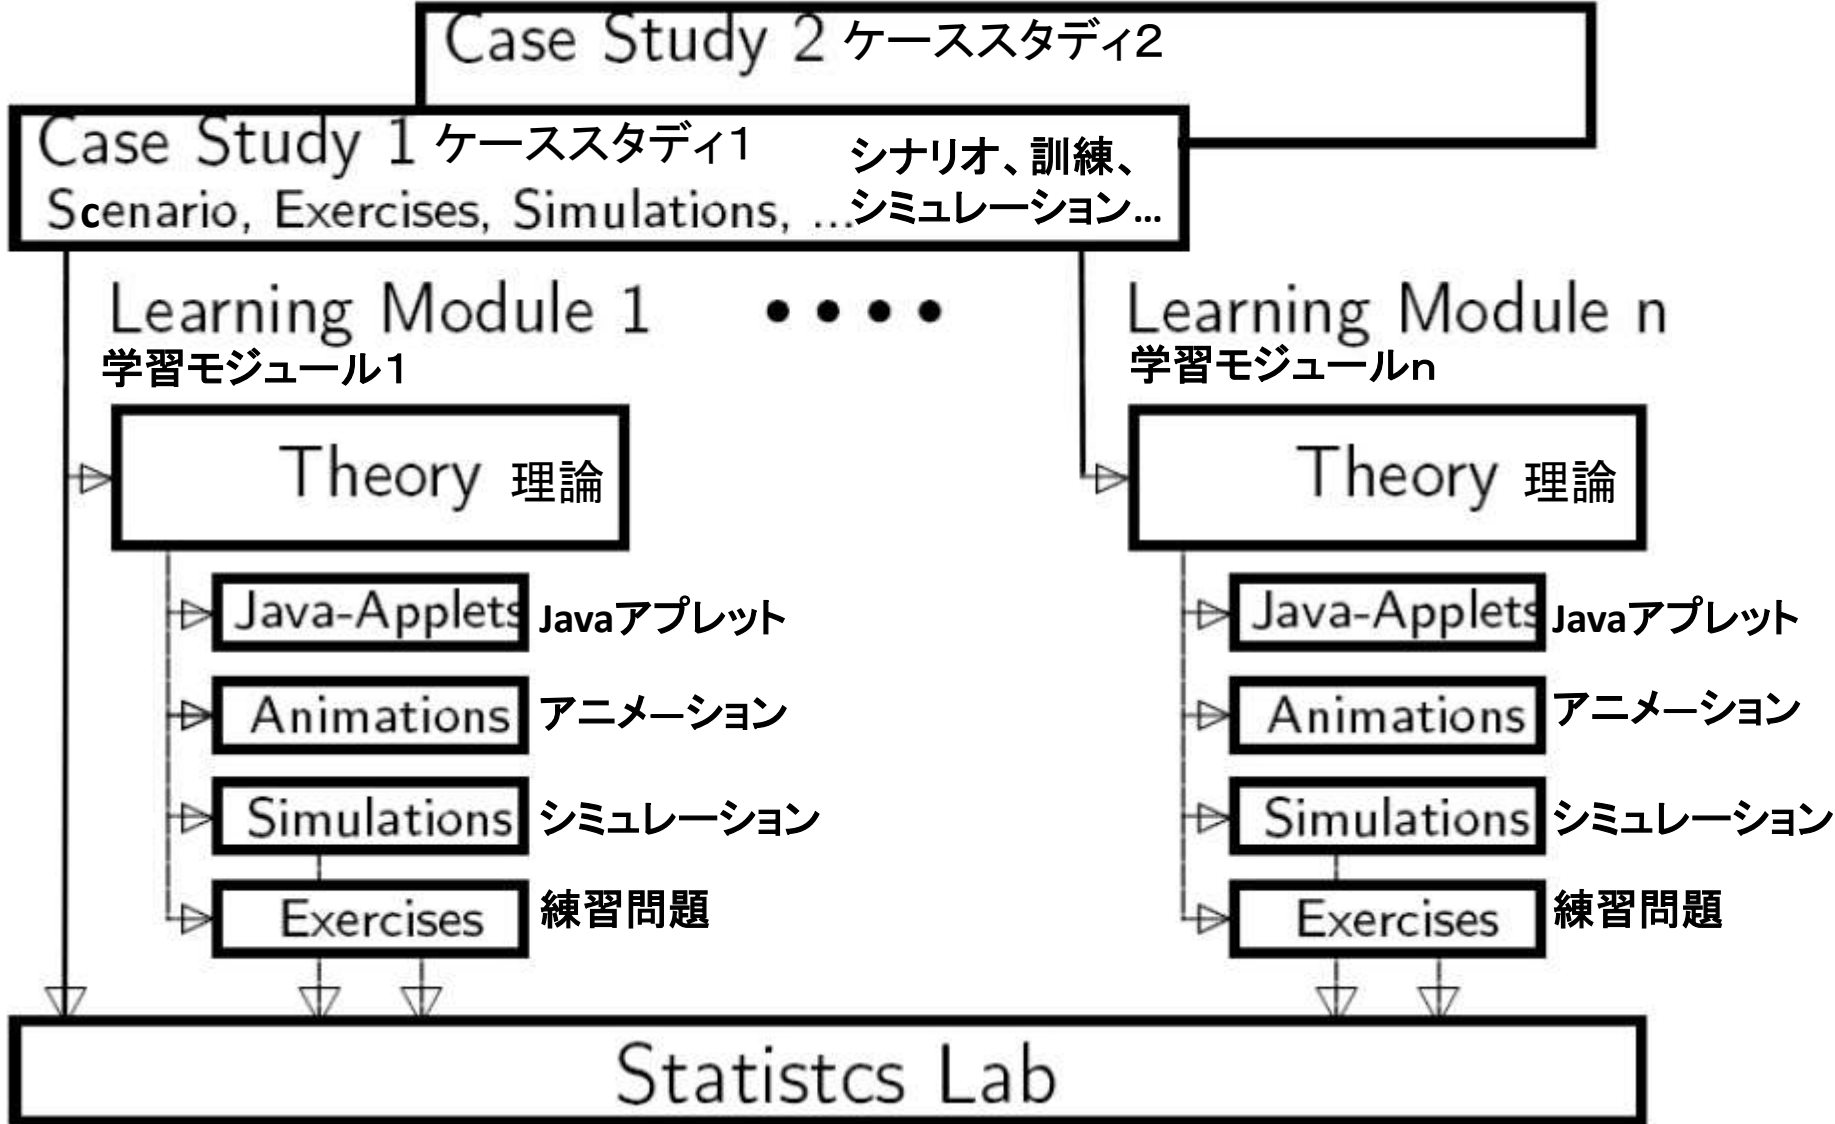 Case Study 2 ケーススタディ2
Case Study 1 ケーススタディ1
Scenario, Exercises, Simulations, ...
シナリオ、訓練、
シミュレーション...
Learning Module 1
学習モジュール1
Learning Module n
学習モジュールn
Theory 理論
Theory 理論
Java-Applets Javaアプレット
Java-Applets Javaアプレット
Animations アニメーション
Animations アニメーション
Simulations シミュレーション
Simulations シミュレーション
Exercises 練習問題
Exercises 練習問題
Statistcs Lab